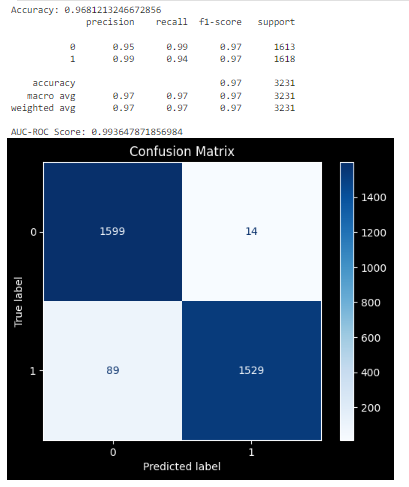 Accuracy: 0.9681213246672856
precision recall f1-score support
0 0.95 0.99 0.97 1613
1 0.99 0.94 0.97 1618
accuracy 0.97 3231
macro avg 0.97 0.97 0.97 3231
weighted avg 0.97 0.97 0.97 3231
AUC-ROC Score: 0.993647871856984
Confusion Matrix
0
1599
14
1
89
1529
0
1
True label
Predicted label
1400
1200
1000
800
600
400
200